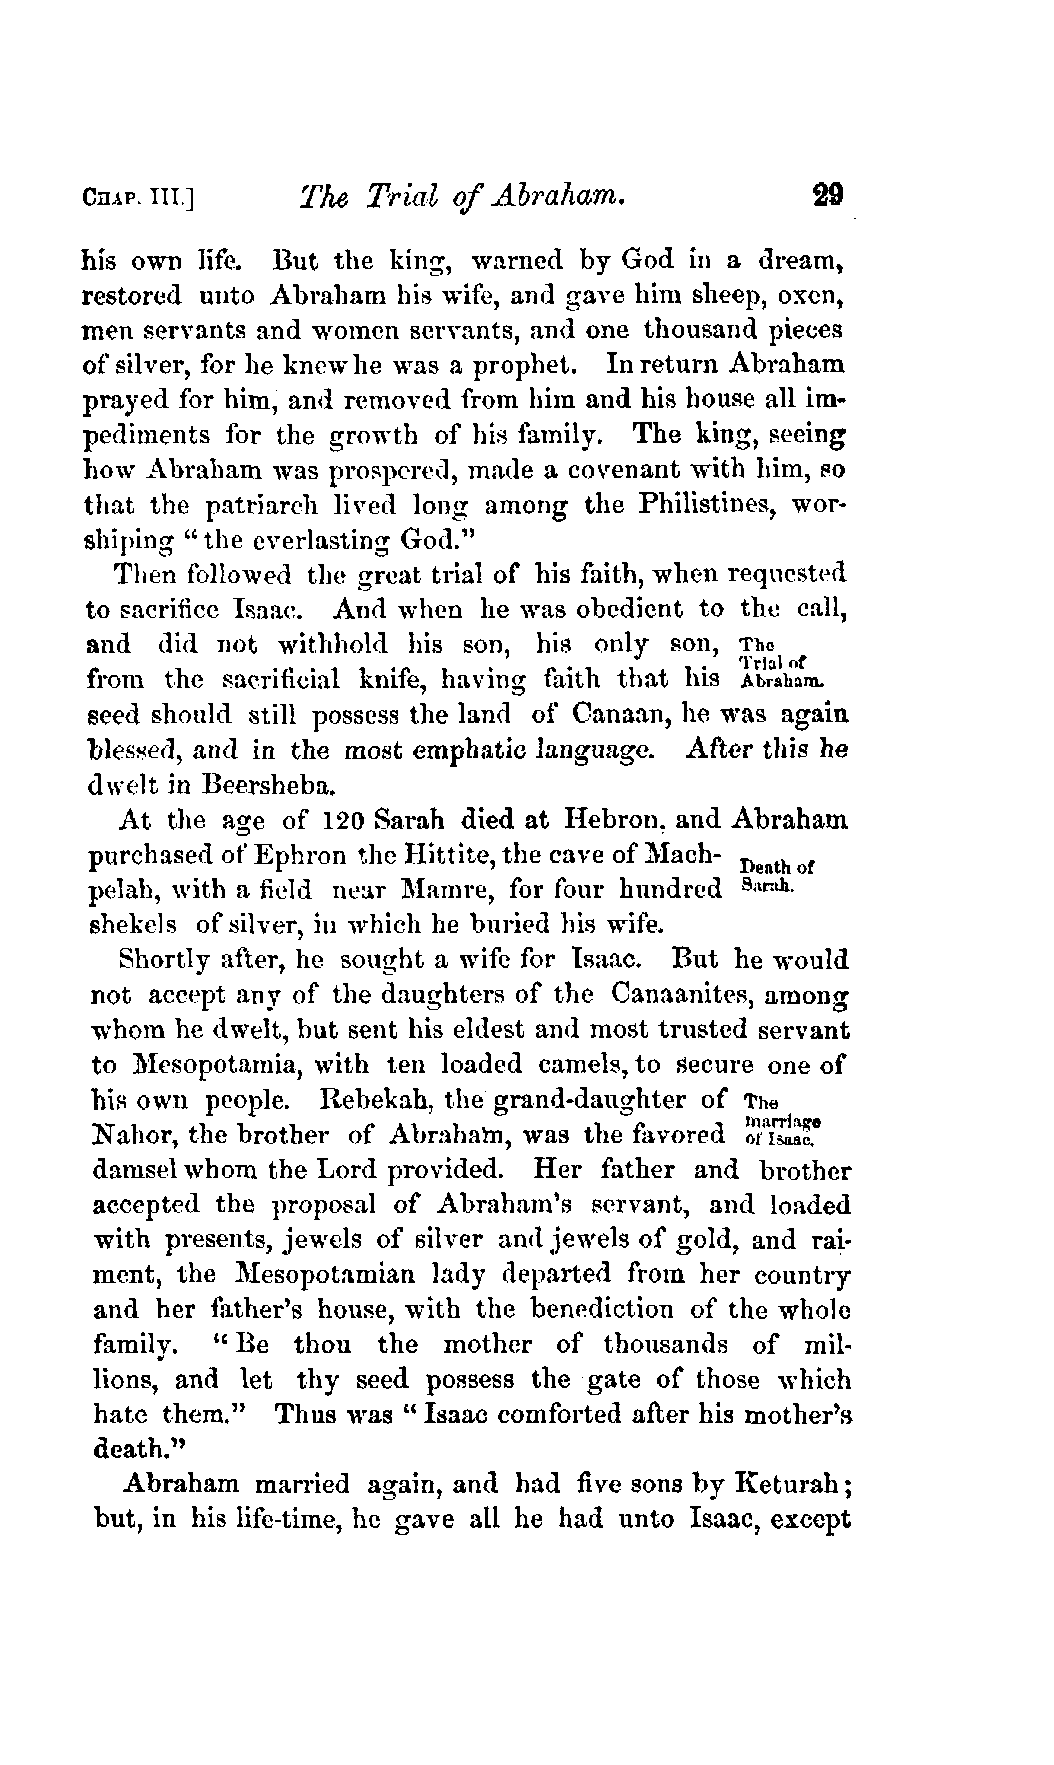 CHAP. III.] The Trial of Abraham. 29
his own life. But the king, warned by God in a dream,
restored unto Abraham his wife, and gave him sheep, oxen,
men servants and women servants, and one thousand pieces
of silver, for he knew he was a prophet. In return Abraham
prayed for him, and removed from him and his house all im-
pediments for the growth of his family. The king, seeing
how Abraham was prospered, made a covenant with him, so
that the patriarch lived long among the Philistines, wor-
shiping "the everlasting God."
Then followed the great trial of his faith, when requested
to sacrifice Isaac. And when he was obedient to the call,
and did not withhold his son, his only son,
from the sacrificial knife, having faith that his
The
Trial of
Abraham.
seed should still possess the land of Canaan, he was again
blessed, and in the most emphatic language. After this he
dwelt in Beersheba.
At the age of 120 Sarah died at Hebron, and Abraham
purchased of Ephron the Hittite, the cave of Mach-
pelah, with a field near Mamre, for four hundred
Death of
Sarah.
shekels of silver, in which he buried his wife.
Shortly after, he sought a wife for Isaac. But he would
not accept any of the daughters of the Canaanites, among
whom he dwelt, but sent his eldest and most trusted servant
to Mesopotamia, with ten loaded camels, to secure one of
his own people. Rebekah, the grand-daughter of
Nahor, the brother of Abraham, was the favored
The
marriage
of Isaac.
damsel whom the Lord provided. Her father and brother
accepted the proposal of Abraham's servant, and loaded
with presents, jewels of silver and jewels of gold, and rai-
ment, the Mesopotamian lady departed from her country
and her father's house, with the benediction of the whole
family. "Be thou the mother of thousands of mil-
lions, and let thy seed possess the gate of those which
hate them." Thus was "Isaac comforted after his mother's
death."
Abraham married again, and had five sons by Keturah;
but, in his life-time, he gave all he had unto Isaac, except